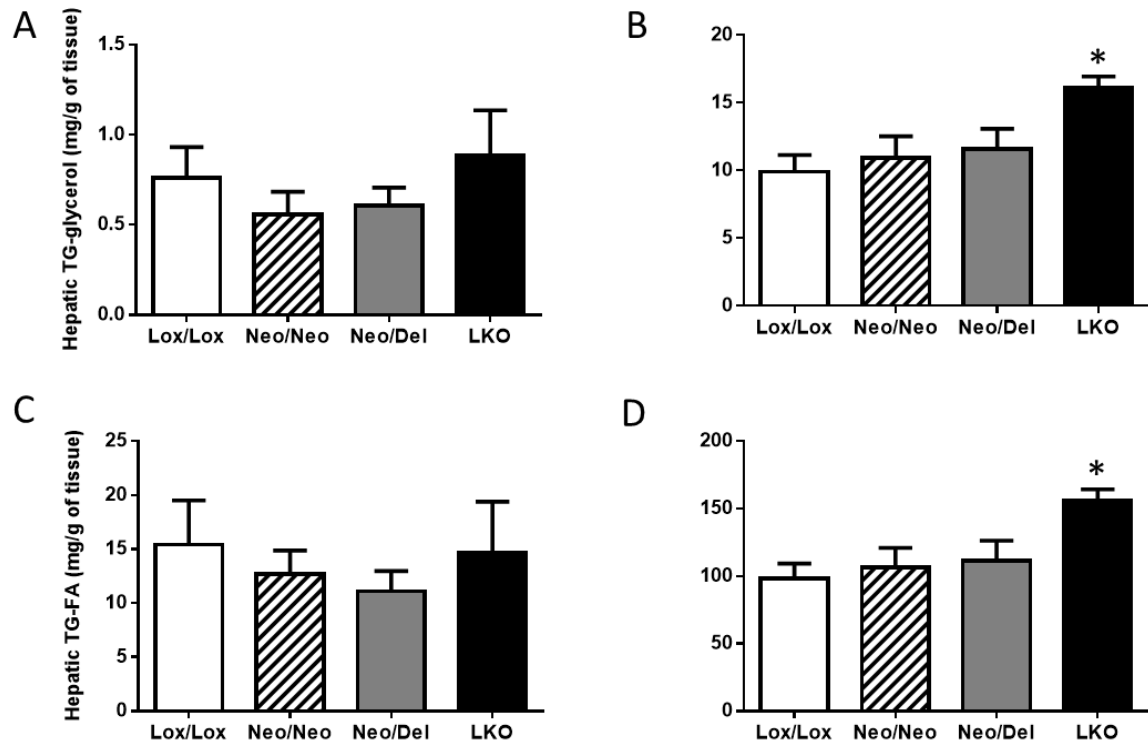 A
Hepatic TG-glycerol (mg/g of tissue)
1.5
1.0
0.5
0.0
Lox/Lox Neo/Neo Neo/Del LKO
B
20
15
10
5
0
*
Lox/Lox Neo/Neo Neo/Del LKO
C
Hepatic TG-FA (mg/g of tissue)
25
20
15
10
5
0
Lox/Lox Neo/Neo Neo/Del LKO
D
200
150
100
50
0
*
Lox/Lox Neo/Neo Neo/Del LKO